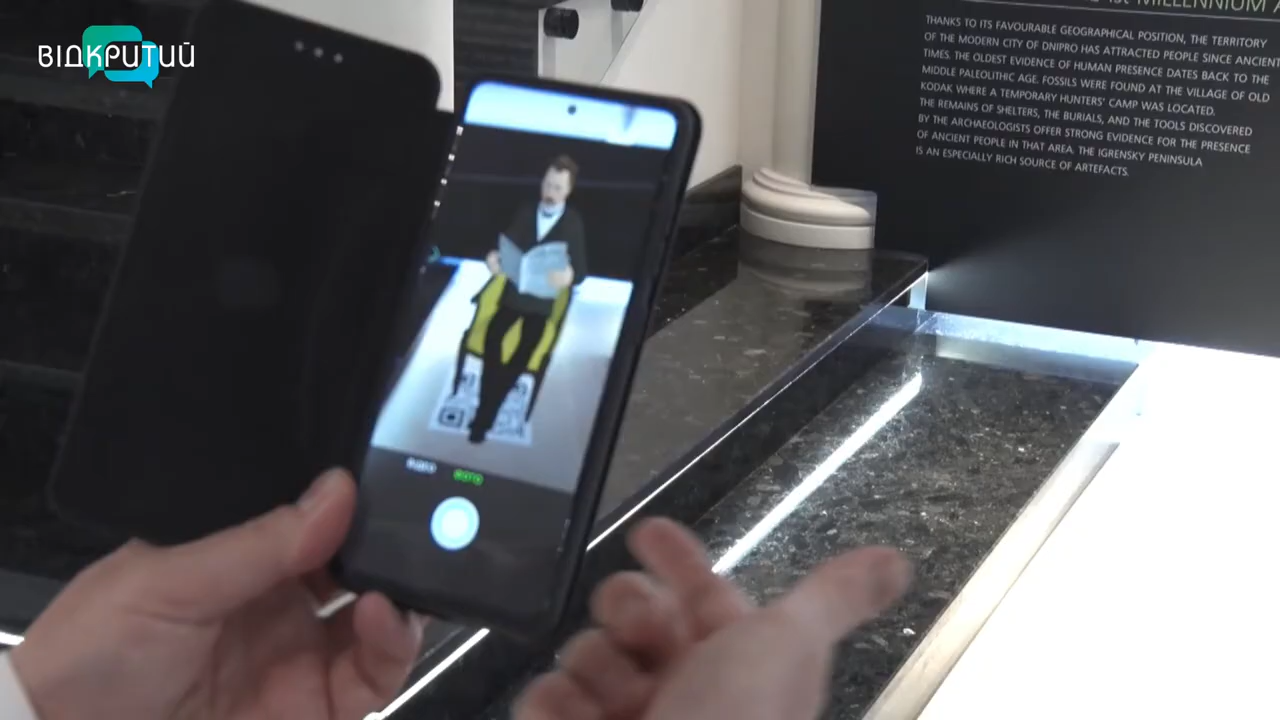 ВІДКРИТИЙ
1st MILLENNIUM
THANKS TO ITS FAVOURABLE GEOGRAPHICAL POSITION, THE TERRITORY
OF THE MODERN CITY OF DNIPRO HAS ATTRACTED PEOPLE SINCE ANCIENT
TIMES. THE OLDEST EVIDENCE OF HUMAN PRESENCE DATES BACK TO THE
MIDDLE PALEOLITHIC AGE. FOSSILS WERE FOUND AT THE VILLAGE OF OLD
KODAK WHERE A TEMPORARY HUNTERS' CAMP WAS LOCATED.
THE REMAINS OF SHELTERS, THE BURIALS, AND THE TOOLS DISCOVERED
BY THE ARCHAEOLOGISTS OFFER STRONG EVIDENCE FOR THE PRESENCE
OF ANCIENT PEOPLE IN THAT AREA. THE IGRENSKY PENINSULA
IS AN ESPECIALLY RICH SOURCE OF ARTEFACTS.
ВІДЕО ФОТО